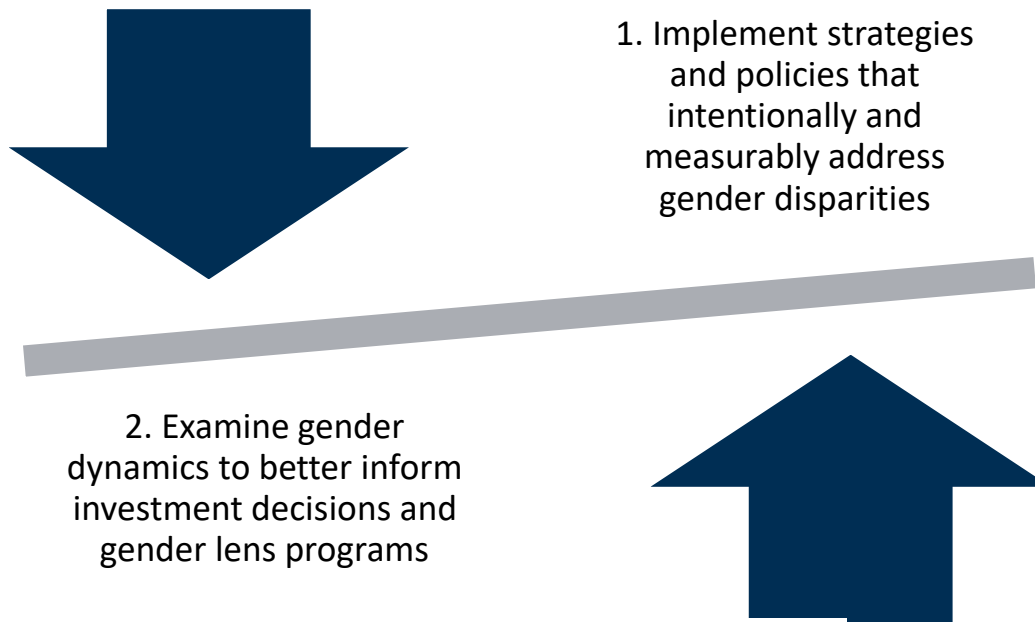 1. Implement strategies
and policies that
intentionally and
measurably address
gender disparities
2. Examine gender
dynamics to better inform
investment decisions and
gender lens programs